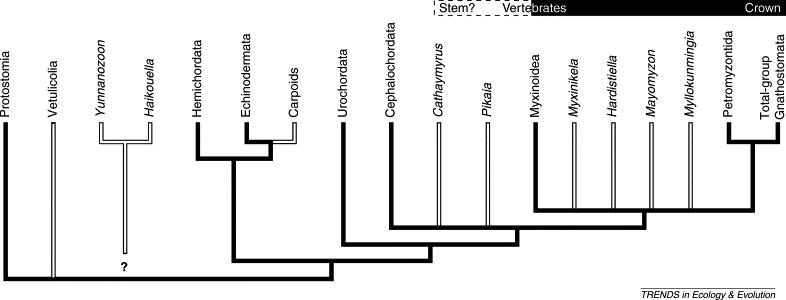 Stem? Vertebrates Crown
Protostomia
Vetulicolia
Yunnanozoon
Haikouella
Hemichordata
Echinodermata
Carpoids
Urochordata
Cephalochordata
Cathaymyrus
Pikaia
Myxinoidea
Myxinikela
Hardistiella
Mayomyzon
Myllokunmingia
Petromyzontida
Total-group
Gnathostomata
?
TRENDS in Ecology & Evolution